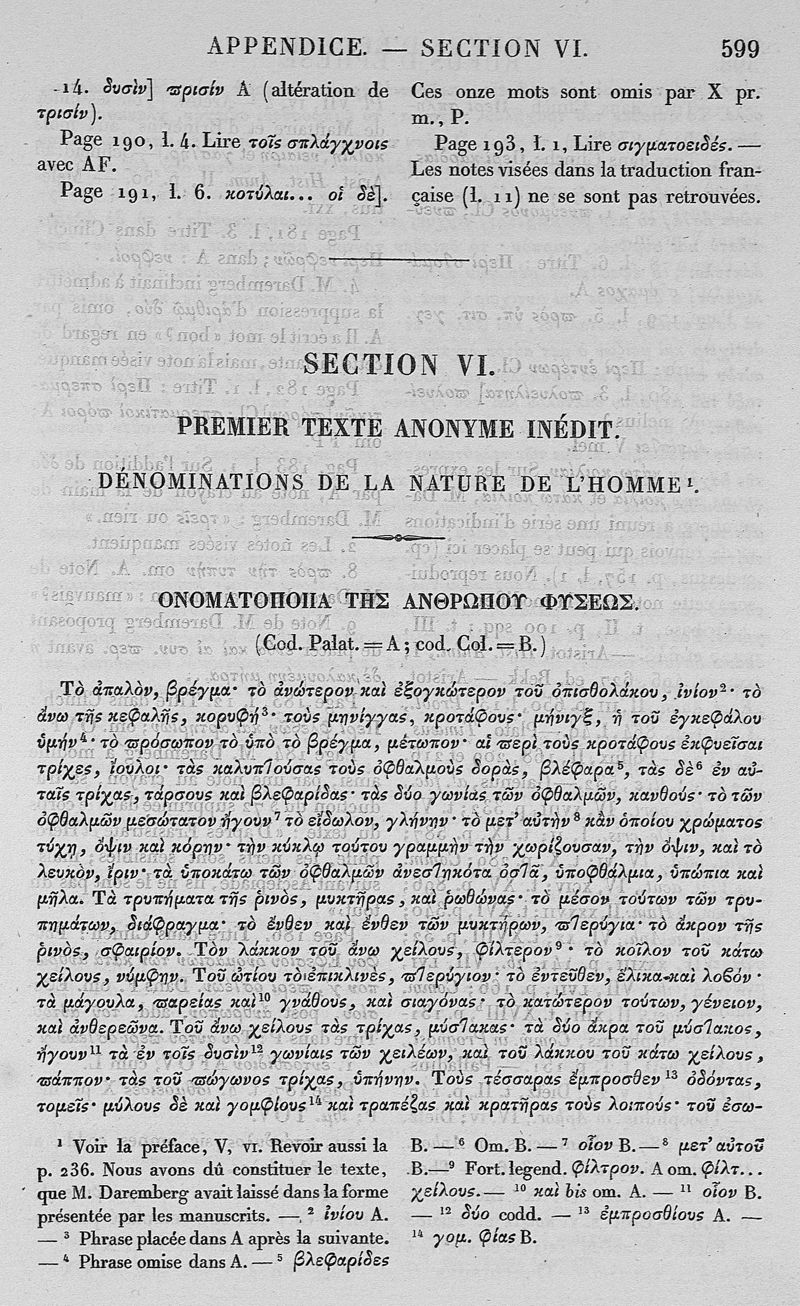 APPENDICE. — SECTION VI. 599
-14. δυσὶν] πρισίν A (altération de
τρισίν).
Page 190, l. 4. Lire τοῖς σπλάγχνοις
avec AF.
Page 191, l. 6. κοτύλαι... οἱ δὲ].
Ces onze mots sont omis par X pr.
m., P.
Page 193, l. 1, Lire σιγματοειδές. —
Les notes visées dans la traduction fran-
çaise (l. 11) ne se sont pas retrouvées.
SECTION VI.
PREMIER TEXTE ANONYME INÉDIT.
DÉNOMINATIONS DE LA NATURE DE L'HOMME¹.
ΟΝΟΜΑΤΟΠΟΙΙΑ ΤΗΣ ΑΝΘΡΩΠΟΥ ΦΥΣΕΩΣ.
(Cod. Palat. = A; cod. Col. = B.)
Τὸ ἁπαλὸν, βρέγμα· τὸ ἀνώτερον καὶ ἐξογκώτερον τοῦ ὀπισθολάκου, ἰνίον²· τὸ
ἄνω τῆς κεφαλῆς, κορυφή³· τοὺς μηνίγγας, κροτάφους· μήνιγξ, ἡ τοῦ ἐγκεφάλου
ὑμήν⁴· τὸ πρόσωπον τὸ ὑπὸ τὸ βρέγμα, μέτωπον· αἱ περὶ τοὺς κροτάφους ἐκφυεῖσαι
τρίχες, ἴουλοι· τὰς καλυπτούσας τοὺς ὀφθαλμοὺς δορὰς, βλέφαρα⁵, τὰς δὲ⁶ ἐν αὐ-
ταῖς τρίχας, τάρσους καὶ βλεφαρίδας· τὰς δύο γωνίας τῶν ὀφθαλμῶν, κανθούς· τὸ τῶν
ὀφθαλμῶν μεσώτατον ἤγουν⁷ τὸ εἴδωλον, γλήνην· τὸ μετ' αὐτὴν⁸ κἂν ὁποίου χρώματος
τύχῃ, ὄψιν καὶ κόρην· τὴν κύκλῳ τούτου γραμμὴν τὴν χωρίζουσαν, τὴν ὄψιν, καὶ τὸ
λευκὸν, ἶριν· τὰ ὑποκάτω τῶν ὀφθαλμῶν ἀνεστηκότα ὀστᾶ, ὑποφθάλμια, ὑπώπια καὶ
μῆλα. Τὰ τρυπήματα τῆς ῥινὸς, μυκτῆρας, καὶ ῥωθώνας· τὸ μέσον τούτων τῶν τρυ-
πημάτων, διάφραγμα· τὸ ἔνθεν καὶ ἔνθεν τῶν μυκτήρων, πτερύγια· τὸ ἄκρον τῆς
ῥινὸς, σφαιρίον. Τὸν λάκκον τοῦ ἄνω χείλους, φίλτερον⁹· τὸ κοῖλον τοῦ κάτω
χείλους, νύμφην. Τοῦ ὠτίου τὸ ἐπικλινὲς, πτερύγιον· τὸ ἐντεῦθεν, ἕλικα καὶ λοβόν·
τὰ μάγουλα, παρείας καὶ¹⁰ γνάθους, καὶ σιαγόνας· τὸ κατώτερον τούτων, γένειον,
καὶ ἀνθερεῶνα. Τοῦ ἄνω χείλους τὰς τρίχας, μύστακας· τὰ δύο ἄκρα τοῦ μύστακος,
ἤγουν¹¹ τὰ ἐν τοῖς δυσὶν¹² γωνίαις τῶν χειλέων, καὶ τοῦ λάκκου τοῦ κάτω χείλους,
πάππον· τὰς τοῦ πώγωνος τρίχας, ὑπήνην. Τοὺς τέσσαρας ἔμπροσθεν¹³ ὀδόντας,
τομεῖς· μύλους δὲ καὶ γομφίους¹⁴ καὶ τραπέζας καὶ κρατῆρας τοὺς λοιπούς· τοῦ ἐσω-
¹ Voir la préface, V, VI. Revoir aussi la
p. 236. Nous avons dû constituer le texte,
que M. Daremberg avait laissé dans la forme
présentée par les manuscrits. — ² ἰνίου A.
— ³ Phrase placée dans A après la suivante.
— ⁴ Phrase omise dans A. — ⁵ βλεφαρίδες
B. — ⁶ Om. B. — ⁷ οἷον B. — ⁸ μετ' αὐτοῦ
B. — ⁹ Fort. legend. φίλτρον. A om. φίλτ...
χείλους. — ¹⁰ καὶ bis om. A. — ¹¹ οἷον B.
— ¹² δύο codd. — ¹³ ἐμπροσθίους A. —
¹⁴ γομ. φίας B.